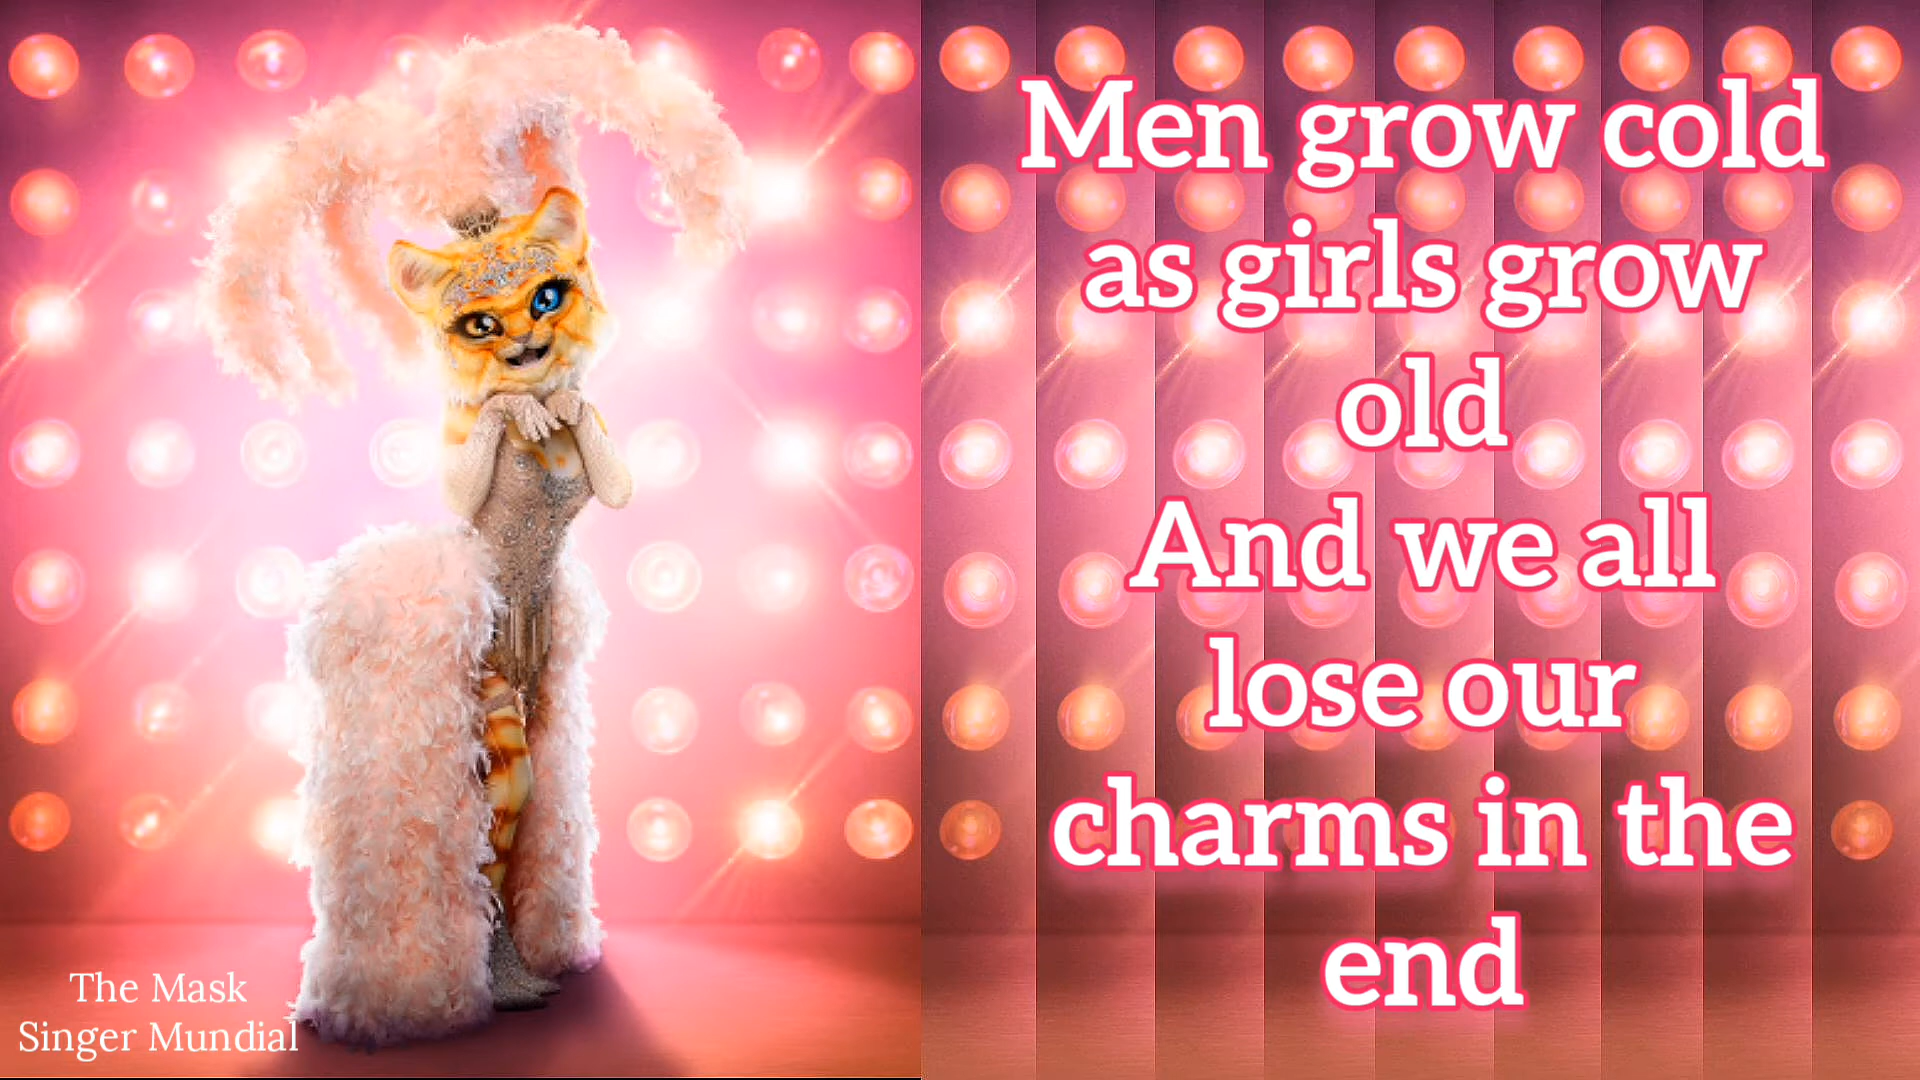 Men grow cold
as girls grow
old
And we all
lose our
charms in the
end
The Mask
Singer Mundial